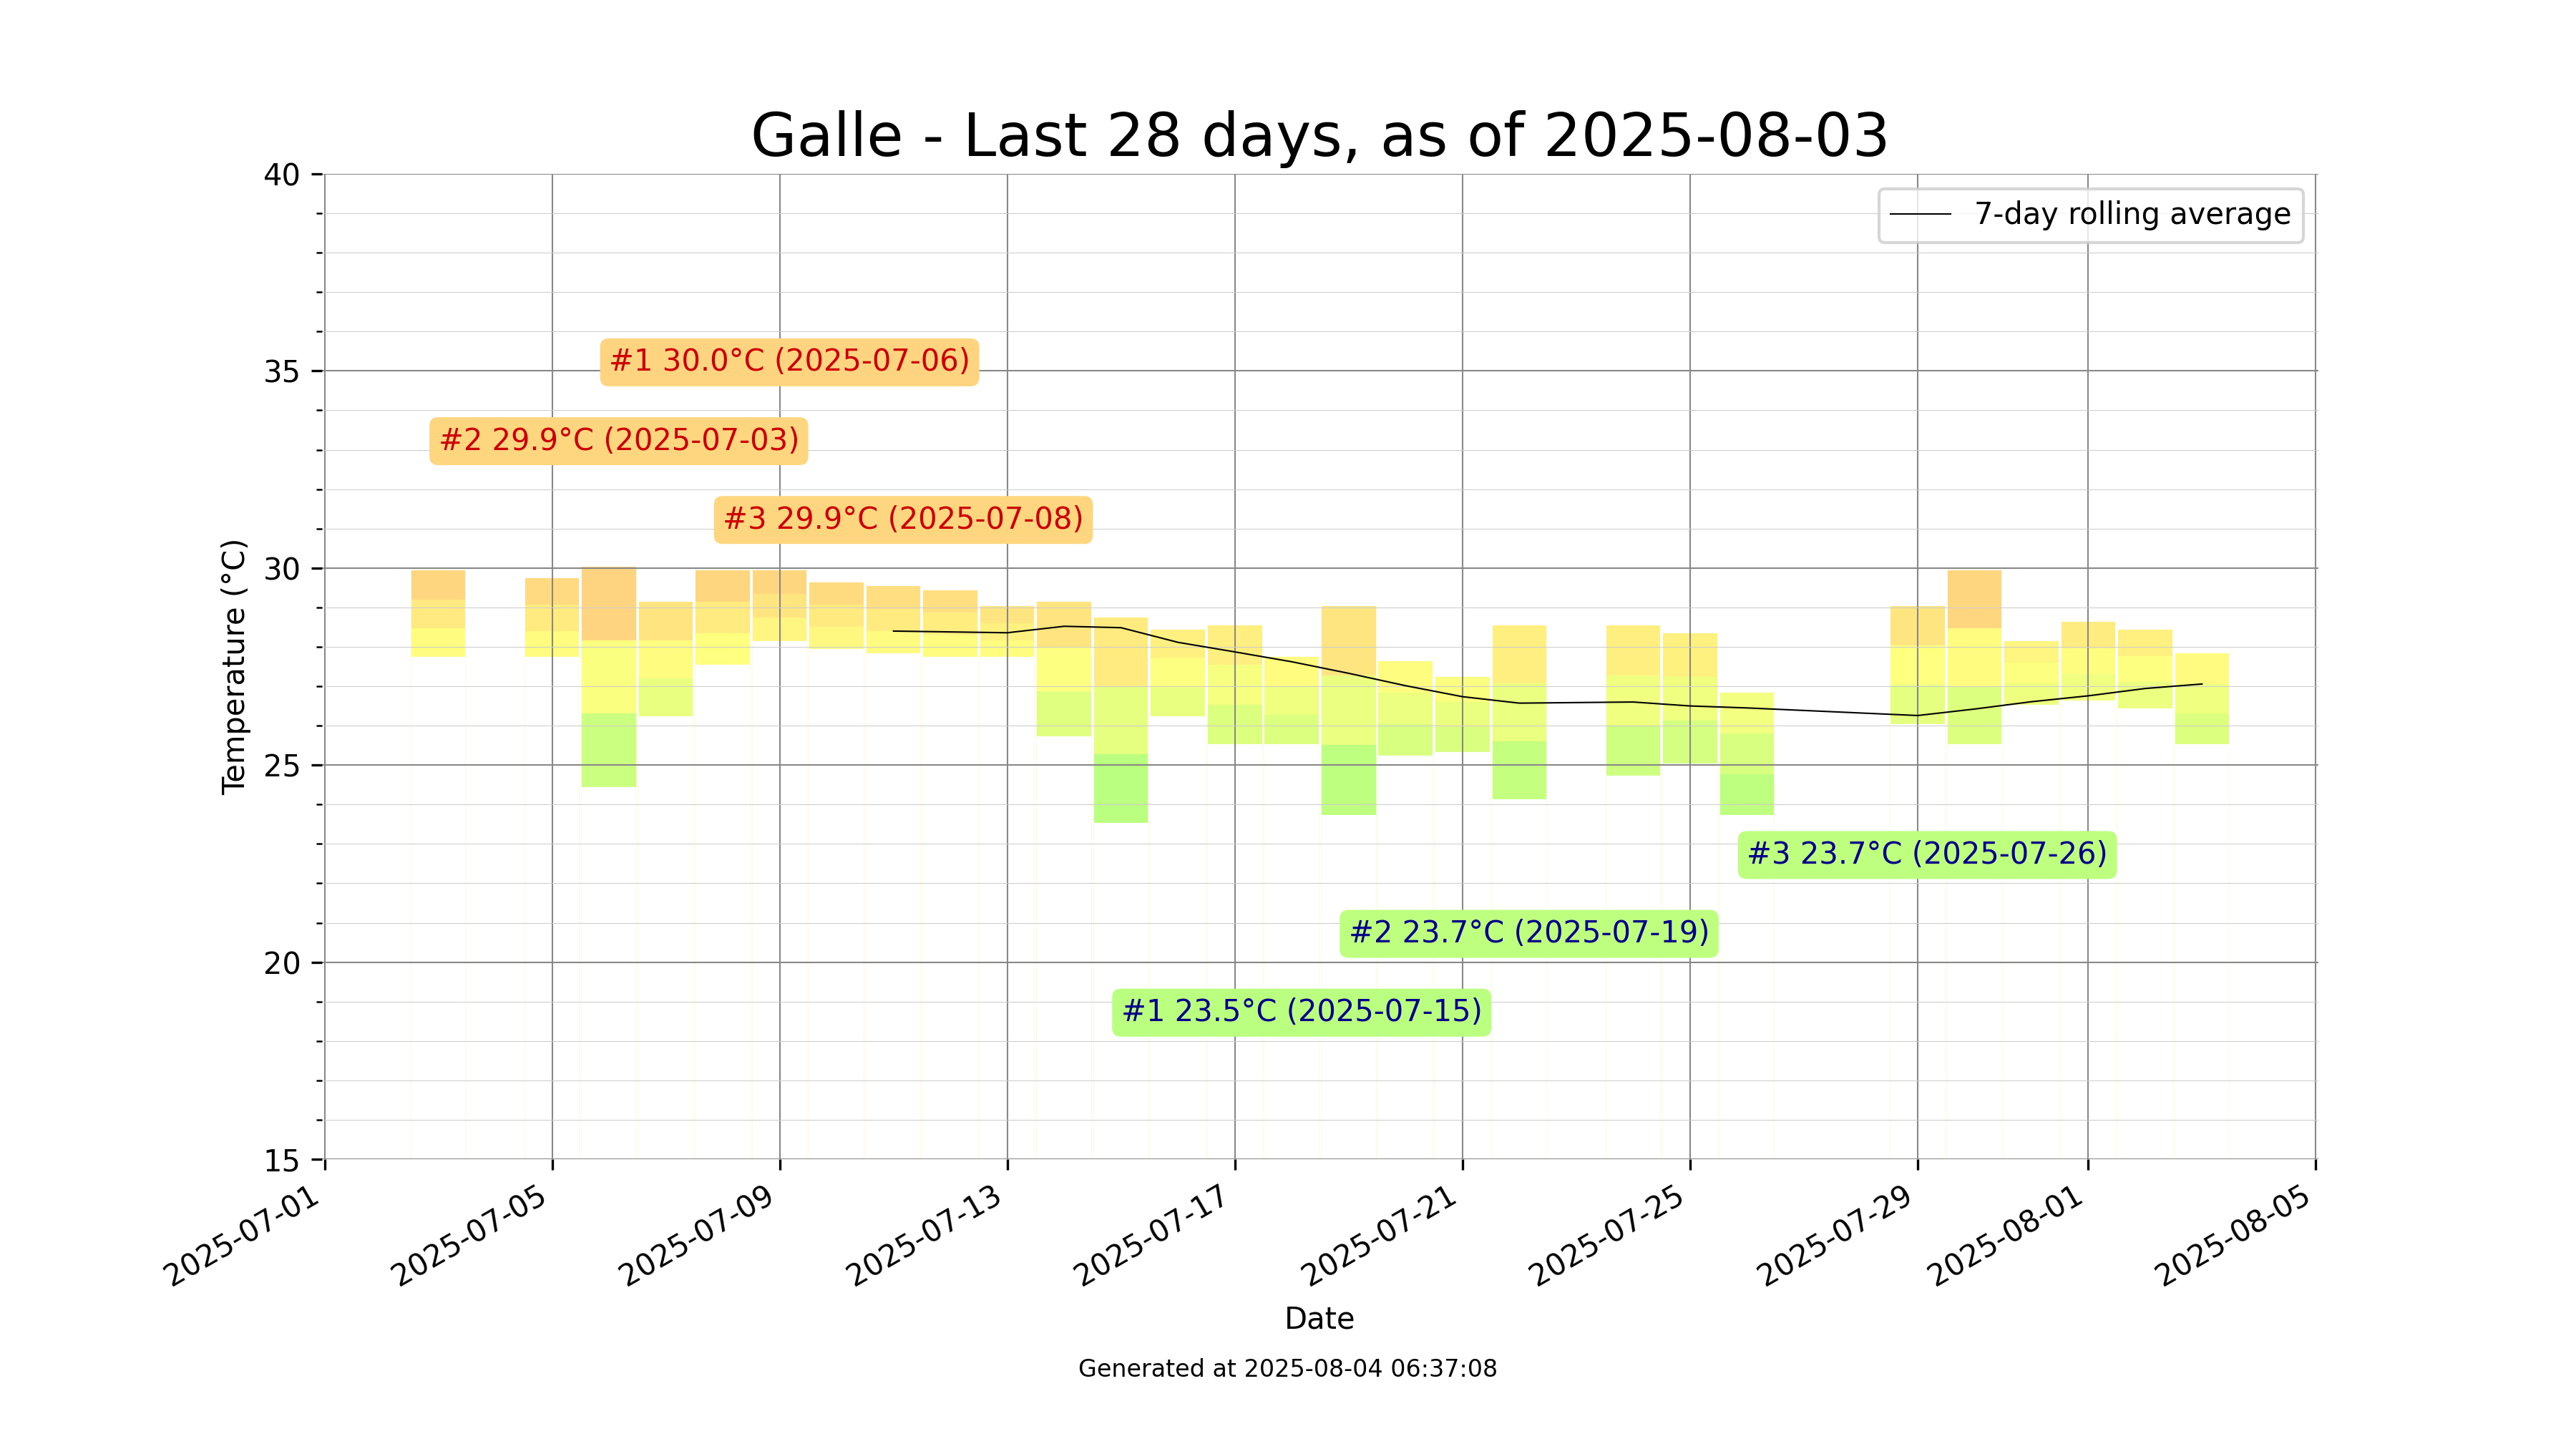 Galle - Last 28 days, as of 2025-08-03
7-day rolling average
40
35
30
25
20
15
Temperature (°C)
#1 30.0°C (2025-07-06)
#2 29.9°C (2025-07-03)
#3 29.9°C (2025-07-08)
#3 23.7°C (2025-07-26)
#2 23.7°C (2025-07-19)
#1 23.5°C (2025-07-15)
2025-07-01
2025-07-05
2025-07-09
2025-07-13
2025-07-17
2025-07-21
2025-07-25
2025-07-29
2025-08-01
2025-08-05
Date
Generated at 2025-08-04 06:37:08